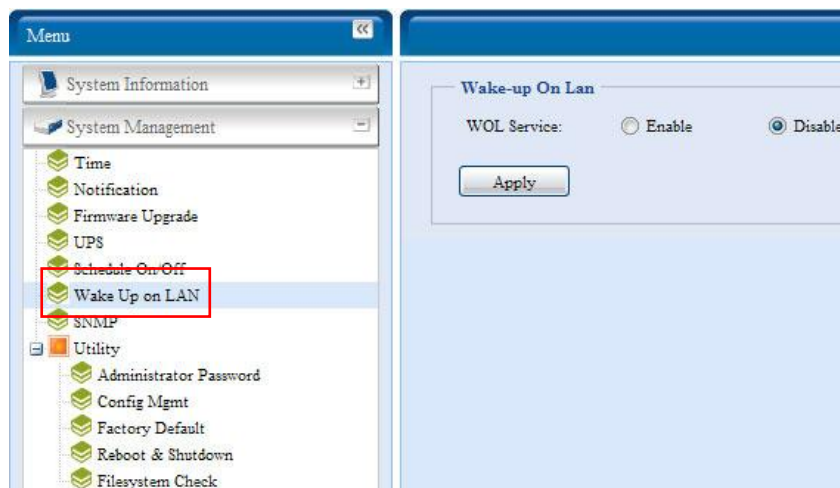 Menu
System Information
System Management
Time
Notification
Firmware Upgrade
UPS
Schedule On/Off
Wake Up on LAN
SNMP
Utility
Administrator Password
Config Mgmt
Factory Default
Reboot & Shutdown
Filesystem Check
Wake-up On Lan
WOL Service: Enable Disable
Apply